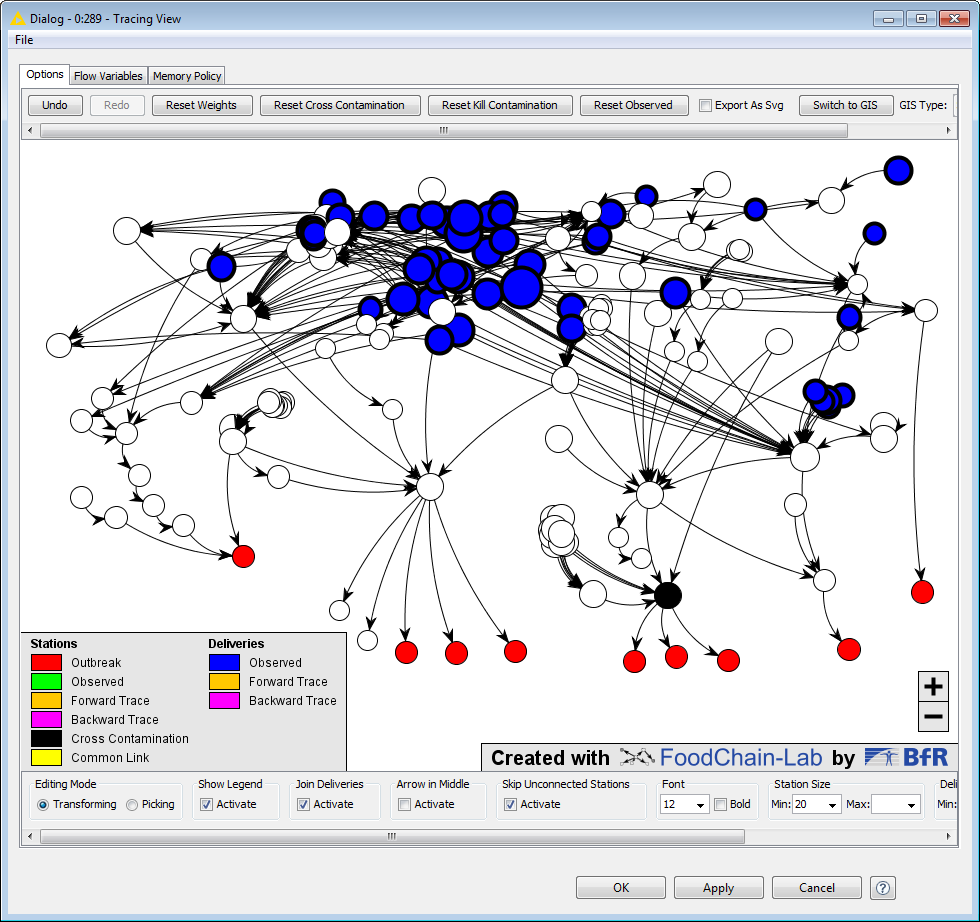 Dialog - 0:289 - Tracing View
File
Options Flow Variables Memory Policy
Undo Redo Reset Weights Reset Cross Contamination Reset Kill Contamination Reset Observed Export As Svg Switch to GIS GIS Type:
Stations Deliveries
Outbreak Observed
Observed Forward Trace
Forward Trace Backward Trace
Backward Trace
Cross Contamination
Common Link
+
−
Created with FoodChain-Lab by BfR
Editing Mode Show Legend Join Deliveries Arrow in Middle Skip Unconnected Stations Font Station Size Deli
Transforming Picking Activate Activate Activate Activate 12 Bold Min: 20 Max: Min:
OK Apply Cancel ?